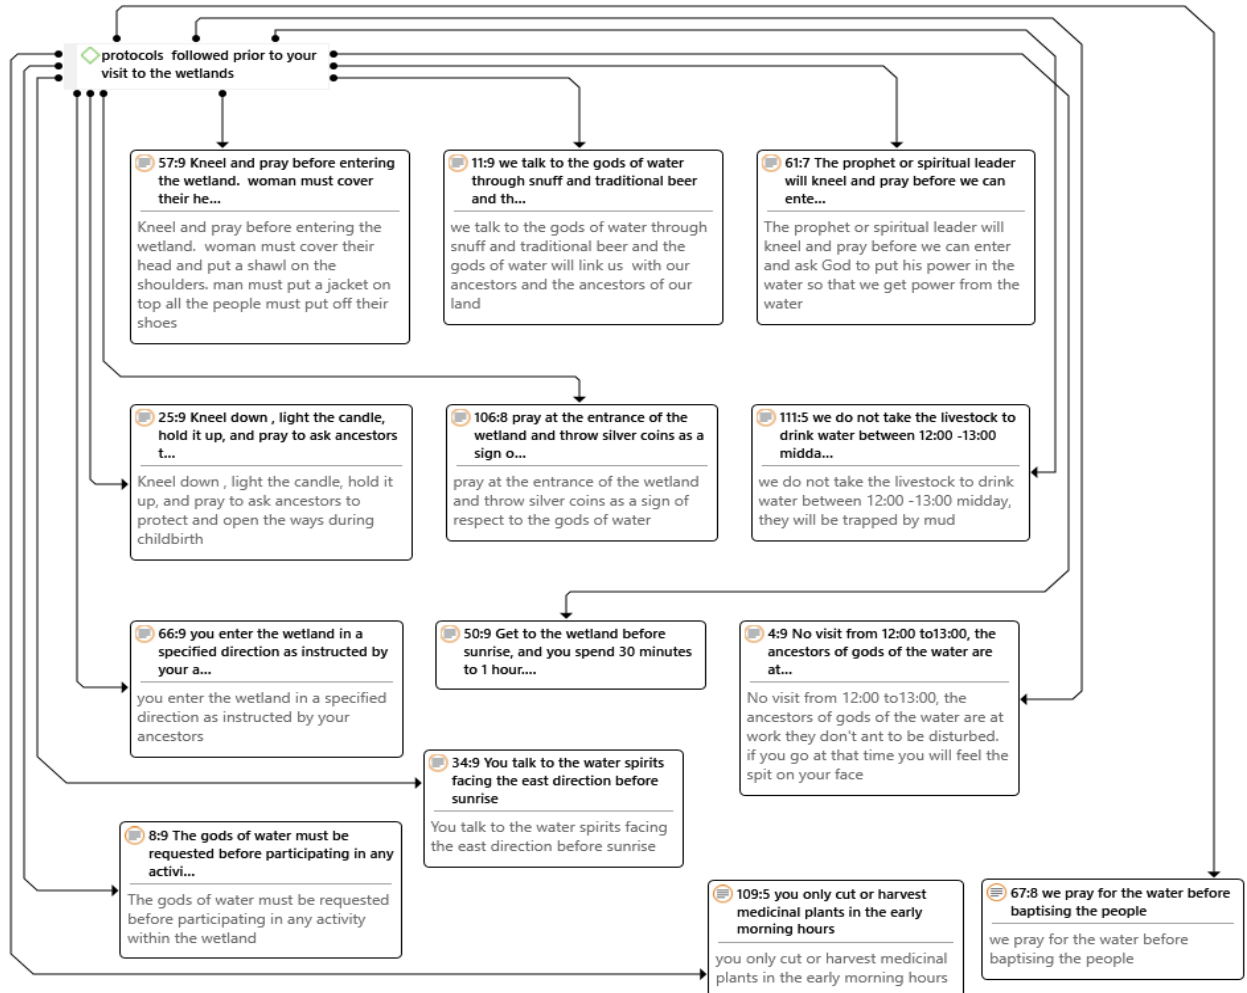 protocols followed prior to your
visit to the wetlands
57:9 Kneel and pray before entering
the wetland. woman must cover
their he...
Kneel and pray before entering the
wetland. woman must cover their
head and put a shawl on the
shoulders. man must put a jacket on
top all the people must put off their
shoes
11:9 we talk to the gods of water
through snuff and traditional beer
and th...
we talk to the gods of water through
snuff and traditional beer and the
gods of water will link us with our
ancestors and the ancestors of our
land
61:7 The prophet or spiritual leader
will kneel and pray before we can
ente...
The prophet or spiritual leader will
kneel and pray before we can enter
and ask God to put his power in the
water so that we get power from the
water
25:9 Kneel down , light the candle,
hold it up, and pray to ask ancestors
t...
Kneel down , light the candle, hold it
up, and pray to ask ancestors to
protect and open the ways during
childbirth
106:8 pray at the entrance of the
wetland and throw silver coins as a
sign o...
pray at the entrance of the wetland
and throw silver coins as a sign of
respect to the gods of water
111:5 we do not take the livestock to
drink water between 12:00 -13:00
midda...
we do not take the livestock to drink
water between 12:00 -13:00 midday,
they will be trapped by mud
66:9 you enter the wetland in a
specified direction as instructed by
your a...
you enter the wetland in a specified
direction as instructed by your
ancestors
50:9 Get to the wetland before
sunrise, and you spend 30 minutes
to 1 hour....
4:9 No visit from 12:00 to13:00, the
ancestors of gods of the water are
at...
No visit from 12:00 to13:00, the
ancestors of gods of the water are at
work they don't ant to be disturbed.
if you go at that time you will feel the
spit on your face
34:9 You talk to the water spirits
facing the east direction before
sunrise
You talk to the water spirits facing
the east direction before sunrise
8:9 The gods of water must be
requested before participating in any
activi...
The gods of water must be requested
before participating in any activity
within the wetland
109:5 you only cut or harvest
medicinal plants in the early
morning hours
you only cut or harvest medicinal
plants in the early morning hours
67:8 we pray for the water before
baptising the people
we pray for the water before
baptising the people